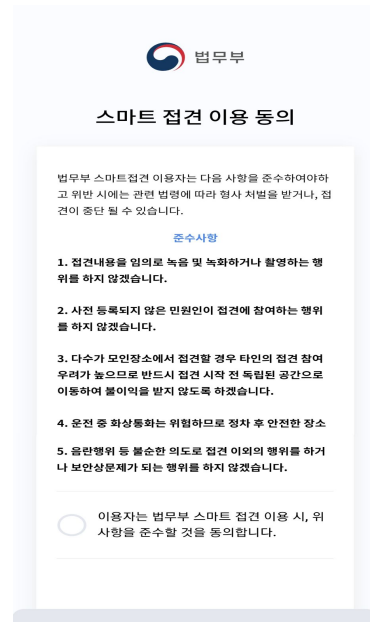 법무부
스마트 접견 이용 동의
법무부 스마트접견 이용자는 다음 사항을 준수하여야하
고 위반 시에는 관련 법령에 따라 형사 처벌을 받거나, 접
견이 중단 될 수 있습니다.
준수사항
1. 접견내용을 임의로 녹음 및 녹화하거나 촬영하는 행
위를 하지 않겠습니다.
2. 사전 등록되지 않은 민원인이 접견에 참여하는 행위
를 하지 않겠습니다.
3. 다수가 모인장소에서 접견할 경우 타인의 접견 참여
우려가 높으므로 반드시 접견 시작 전 독립된 공간으로
이동하여 불이익을 받지 않도록 하겠습니다.
4. 운전 중 화상통화는 위험하므로 정차 후 안전한 장소
5. 음란행위 등 불순한 의도로 접견 이외의 행위를 하거
나 보안상문제가 되는 행위를 하지 않겠습니다.
이용자는 법무부 스마트 접견 이용 시, 위
사항을 준수할 것을 동의합니다.